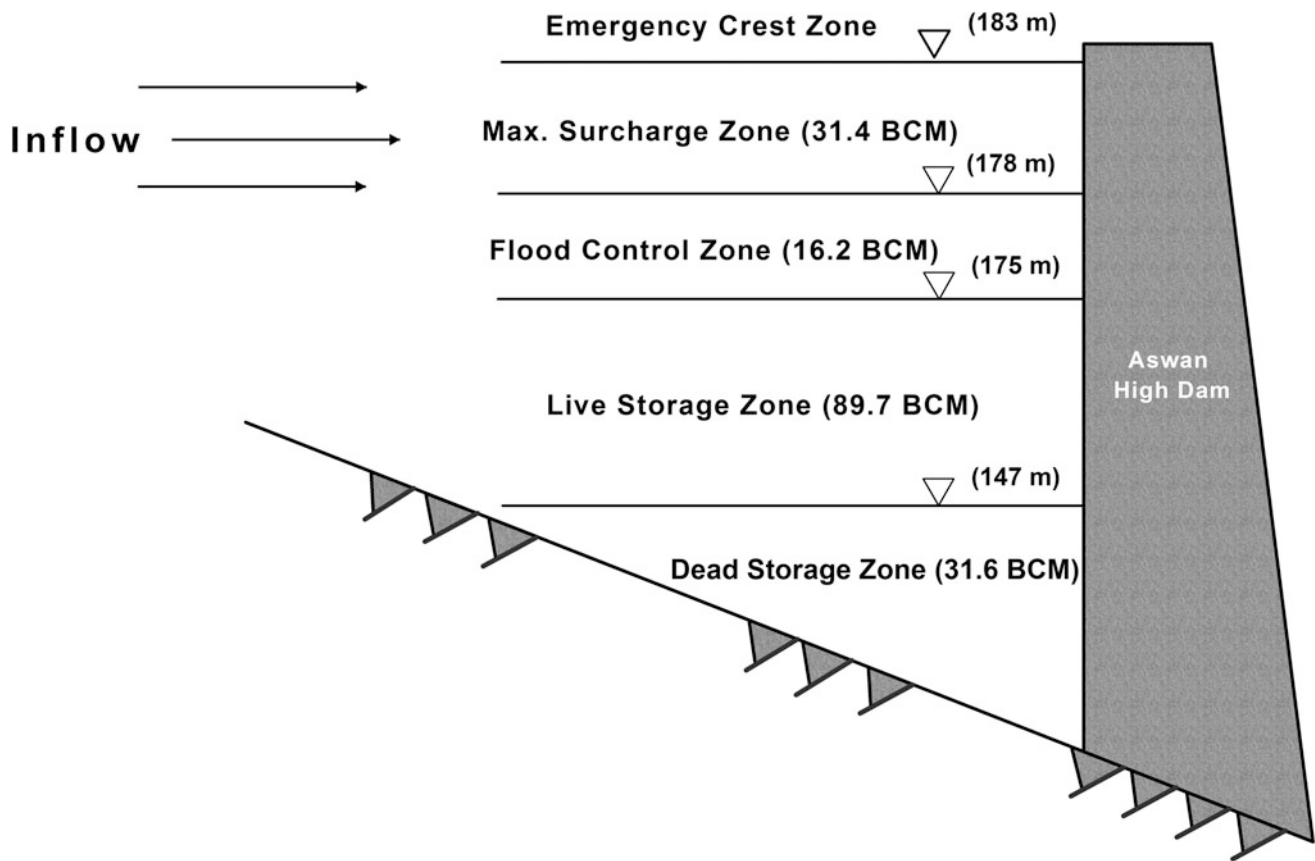 Emergency Crest Zone
(183 m)
Inflow
Max. Surcharge Zone (31.4 BCM)
(178 m)
Flood Control Zone (16.2 BCM)
(175 m)
Aswan
High Dam
Live Storage Zone (89.7 BCM)
(147 m)
Dead Storage Zone (31.6 BCM)